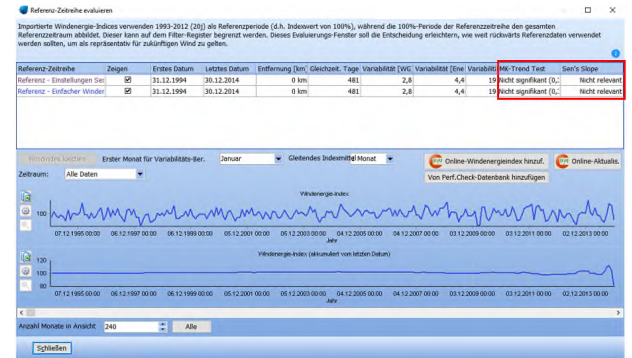 Referenz-Zeitreihe evaluieren
Importierte Windenergie-Indices verwenden 1993-2012 (20j) als Referenzperiode (d.h. Indexwert von 100%), während die 100%-Periode der Referenzzeitreihe den gesamten
Referenzzeitraum abbildet. Dieser kann auf dem Filter-Register begrenzt werden. Dieses Evaluierungs-Fenster soll die Entscheidung erleichtern, wie weit rückwärts Referenzdaten verwendet
werden sollten, um als repräsentativ für zukünftigen Wind zu gelten.
Referenz-Zeitreihe Zeigen Erstes Datum Letztes Datum Entfernung [km] Gleichzeit. Tage Variabilität [WG Variabilität [Ene Variabilitä MK-Trend Test Sen's Slope
Referenz - Einstellungen Ser 31.12.1994 30.12.2014 0 km 481 2,8 4,4 19 Nicht signifikant (0,: Nicht relevant
Referenz - Einfacher Winder 31.12.1994 30.12.2014 0 km 481 2,8 4,4 19 Nicht signifikant (0,: Nicht relevant
Erster Monat für Variabilitäts-Ber. Januar Gleitendes Indexmittel Monat Online-Windenergieindex hinzuf. Online-Aktualis.
Zeitraum: Alle Daten Von Perf.Check-Datenbank hinzufügen
Windenergie-Index
100
07.12.1995 00:00 06.12.1997 00:00 06.12.1999 00:00 05.12.2001 00:00 05.12.2003 00:00 04.12.2005 00:00 04.12.2007 00:00 03.12.2009 00:00 03.12.2011 00:00 02.12.2013 00:00
Jahr
Windenergie-Index (akkumuliert vom letzten Datum)
120
100
80
07.12.1995 00:00 06.12.1997 00:00 06.12.1999 00:00 05.12.2001 00:00 05.12.2003 00:00 04.12.2005 00:00 04.12.2007 00:00 03.12.2009 00:00 03.12.2011 00:00 02.12.2013 00:00
Jahr
Anzahl Monate in Ansicht 240 Alle
Schließen